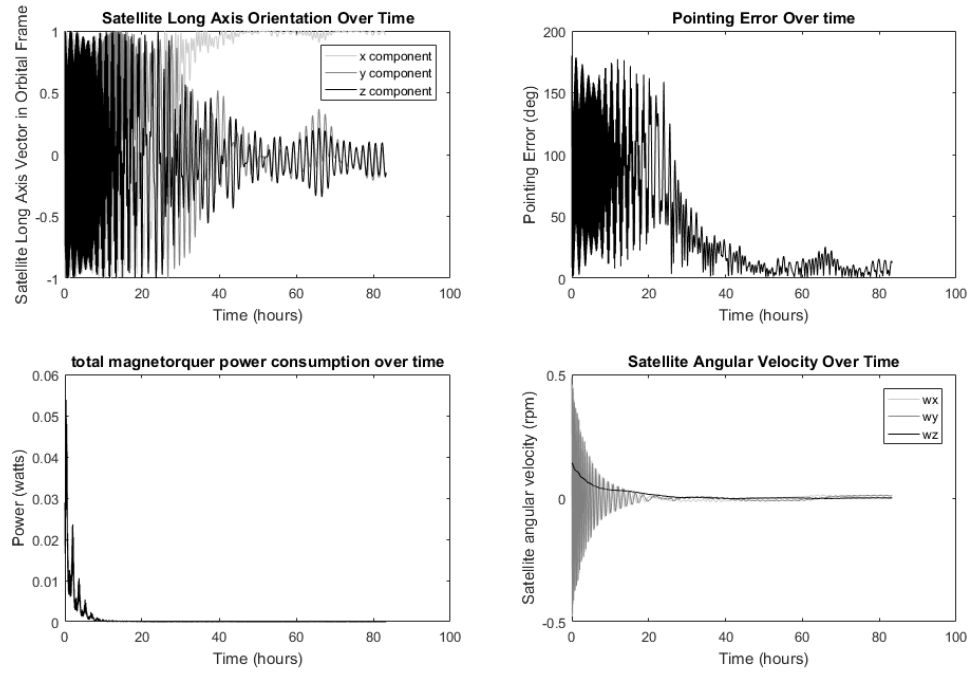 Satellite Long Axis Orientation Over Time
Satellite Long Axis Vector in Orbital Frame
1
0.5
0
-0.5
-1
x component
y component
z component
0 20 40 60 80 100
Time (hours)
Pointing Error Over time
Pointing Error (deg)
200
150
100
50
0
0 20 40 60 80 100
Time (hours)
total magnetorquer power consumption over time
Power (watts)
0.06
0.05
0.04
0.03
0.02
0.01
0
0 20 40 60 80 100
Time (hours)
Satellite Angular Velocity Over Time
Satellite angular velocity (rpm)
0.5
0
-0.5
wx
wy
wz
0 20 40 60 80 100
Time (hours)